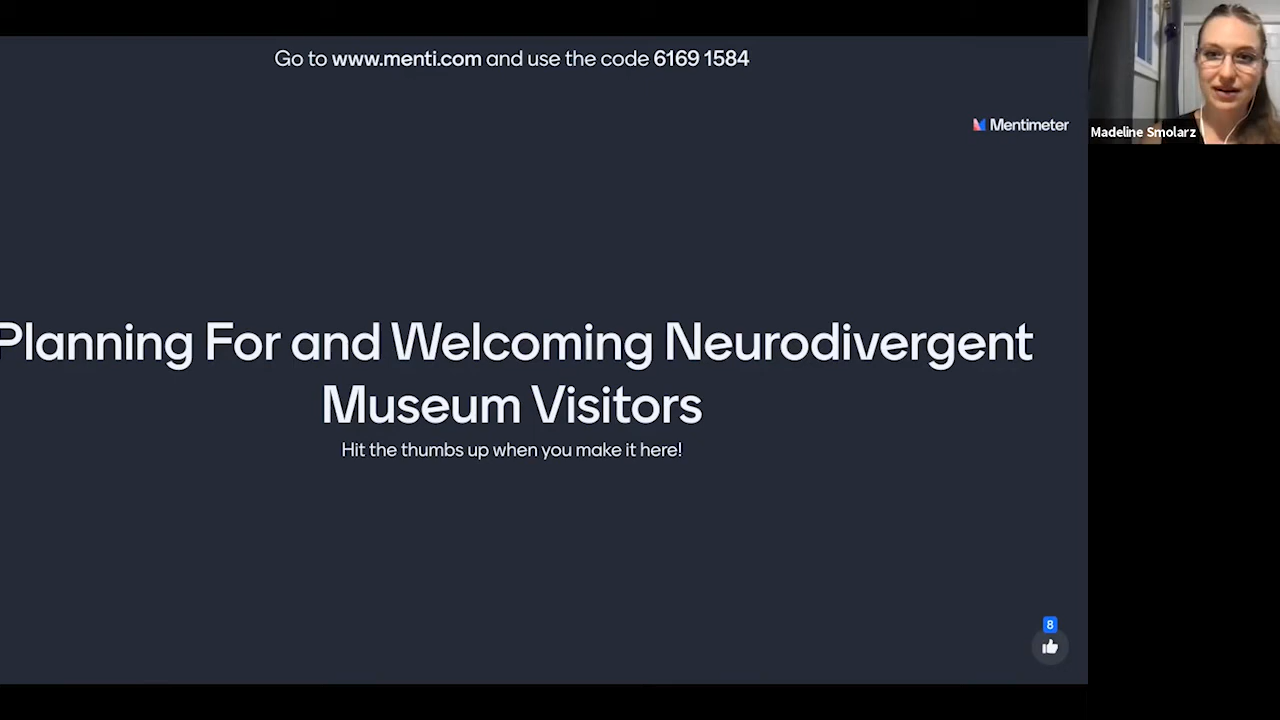 Go to www.menti.com and use the code 6169 1584
Mentimeter
Madeline Smolarz
Planning For and Welcoming Neurodivergent
Museum Visitors
Hit the thumbs up when you make it here!
8